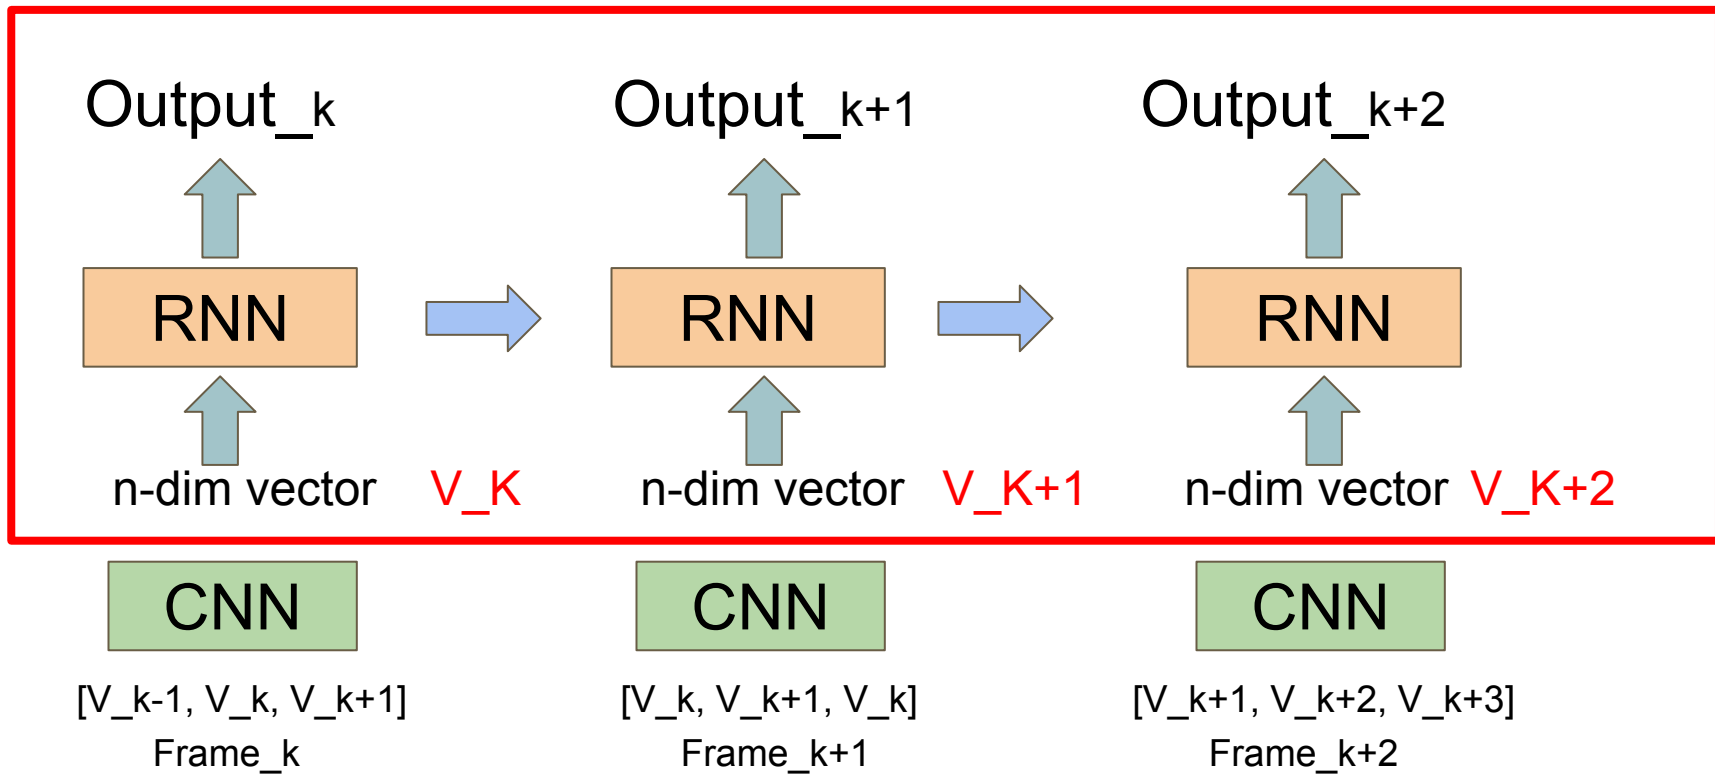 Output_k Output_k+1 Output_k+2
RNN RNN RNN
n-dim vector V_K n-dim vector V_K+1 n-dim vector V_K+2
CNN CNN CNN
[V_k-1, V_k, V_k+1] [V_k, V_k+1, V_k] [V_k+1, V_k+2, V_k+3]
Frame_k Frame_k+1 Frame_k+2